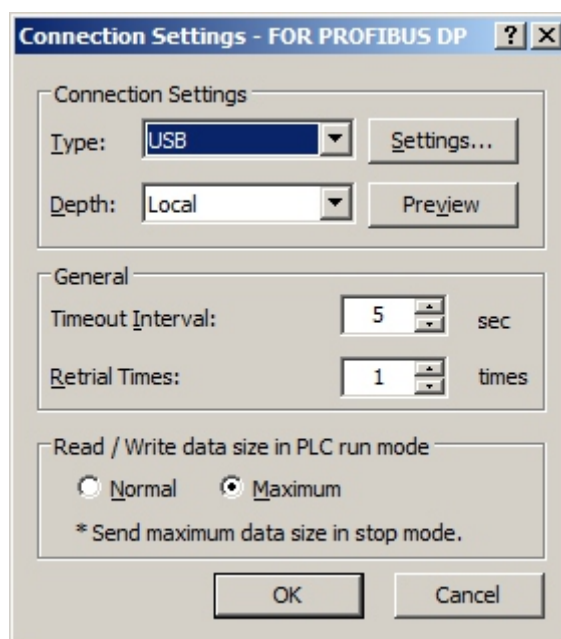 Connection Settings - FOR PROFIBUS DP
Connection Settings
Type: USB Settings...
Depth: Local Preview
General
Timeout Interval: 5 sec
Retrial Times: 1 times
Read / Write data size in PLC run mode
Normal Maximum
* Send maximum data size in stop mode.
OK Cancel